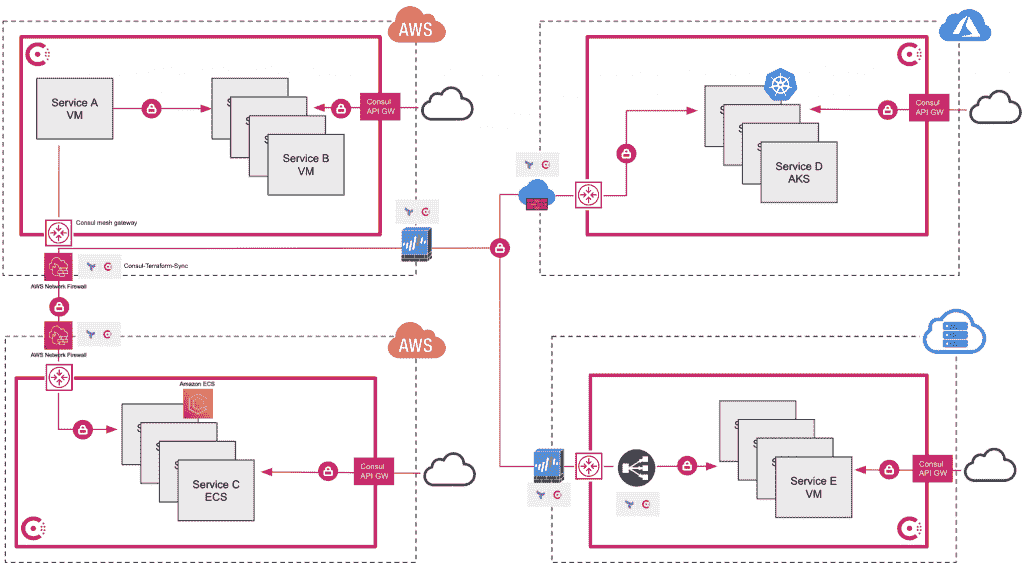 AWS
Service A
VM
S
S
S
Service B
VM
Consul
API GW
Consul mesh gateway
Consul-Terraform-Sync
AWS Network Firewall
S
S
S
Service D
AKS
Consul
API GW
AWS Network Firewall
AWS
Amazon ECS
S
S
S
Service C
ECS
Consul
API GW
S
S
S
Service E
VM
Consul
API GW